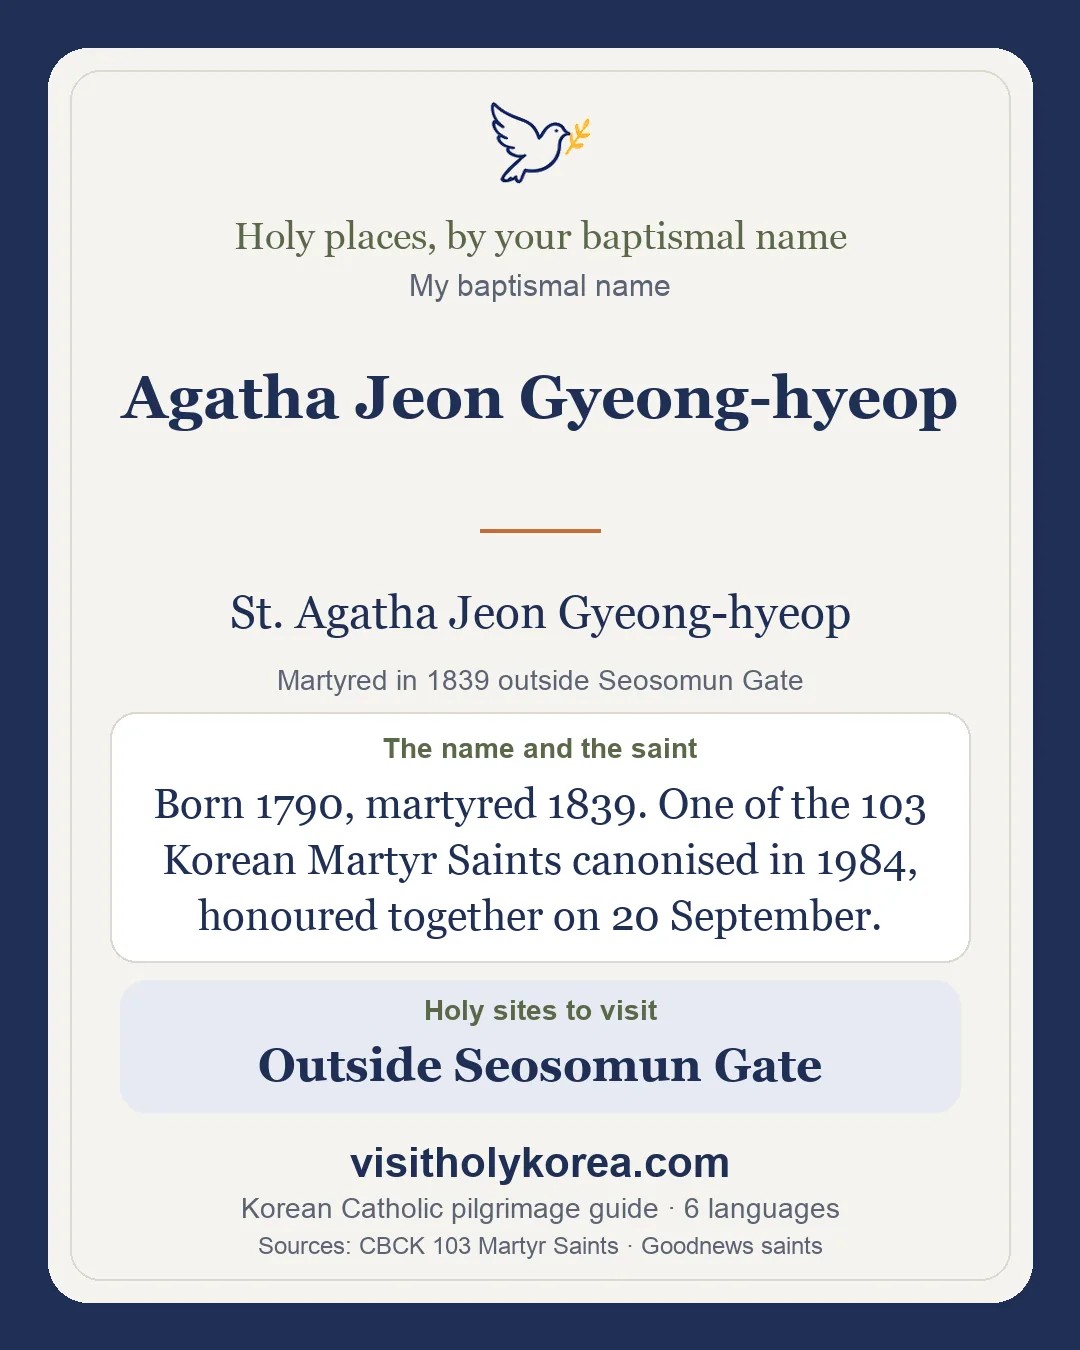 Holy places, by your baptismal name
My baptismal name
Agatha Jeon Gyeong-hyeop
St. Agatha Jeon Gyeong-hyeop
Martyred in 1839 outside Seosomun Gate
The name and the saint
Born 1790, martyred 1839. One of the 103
Korean Martyr Saints canonised in 1984,
honoured together on 20 September.
Holy sites to visit
Outside Seosomun Gate
visitholykorea.com
Korean Catholic pilgrimage guide · 6 languages
Sources: CBCK 103 Martyr Saints · Goodnews saints